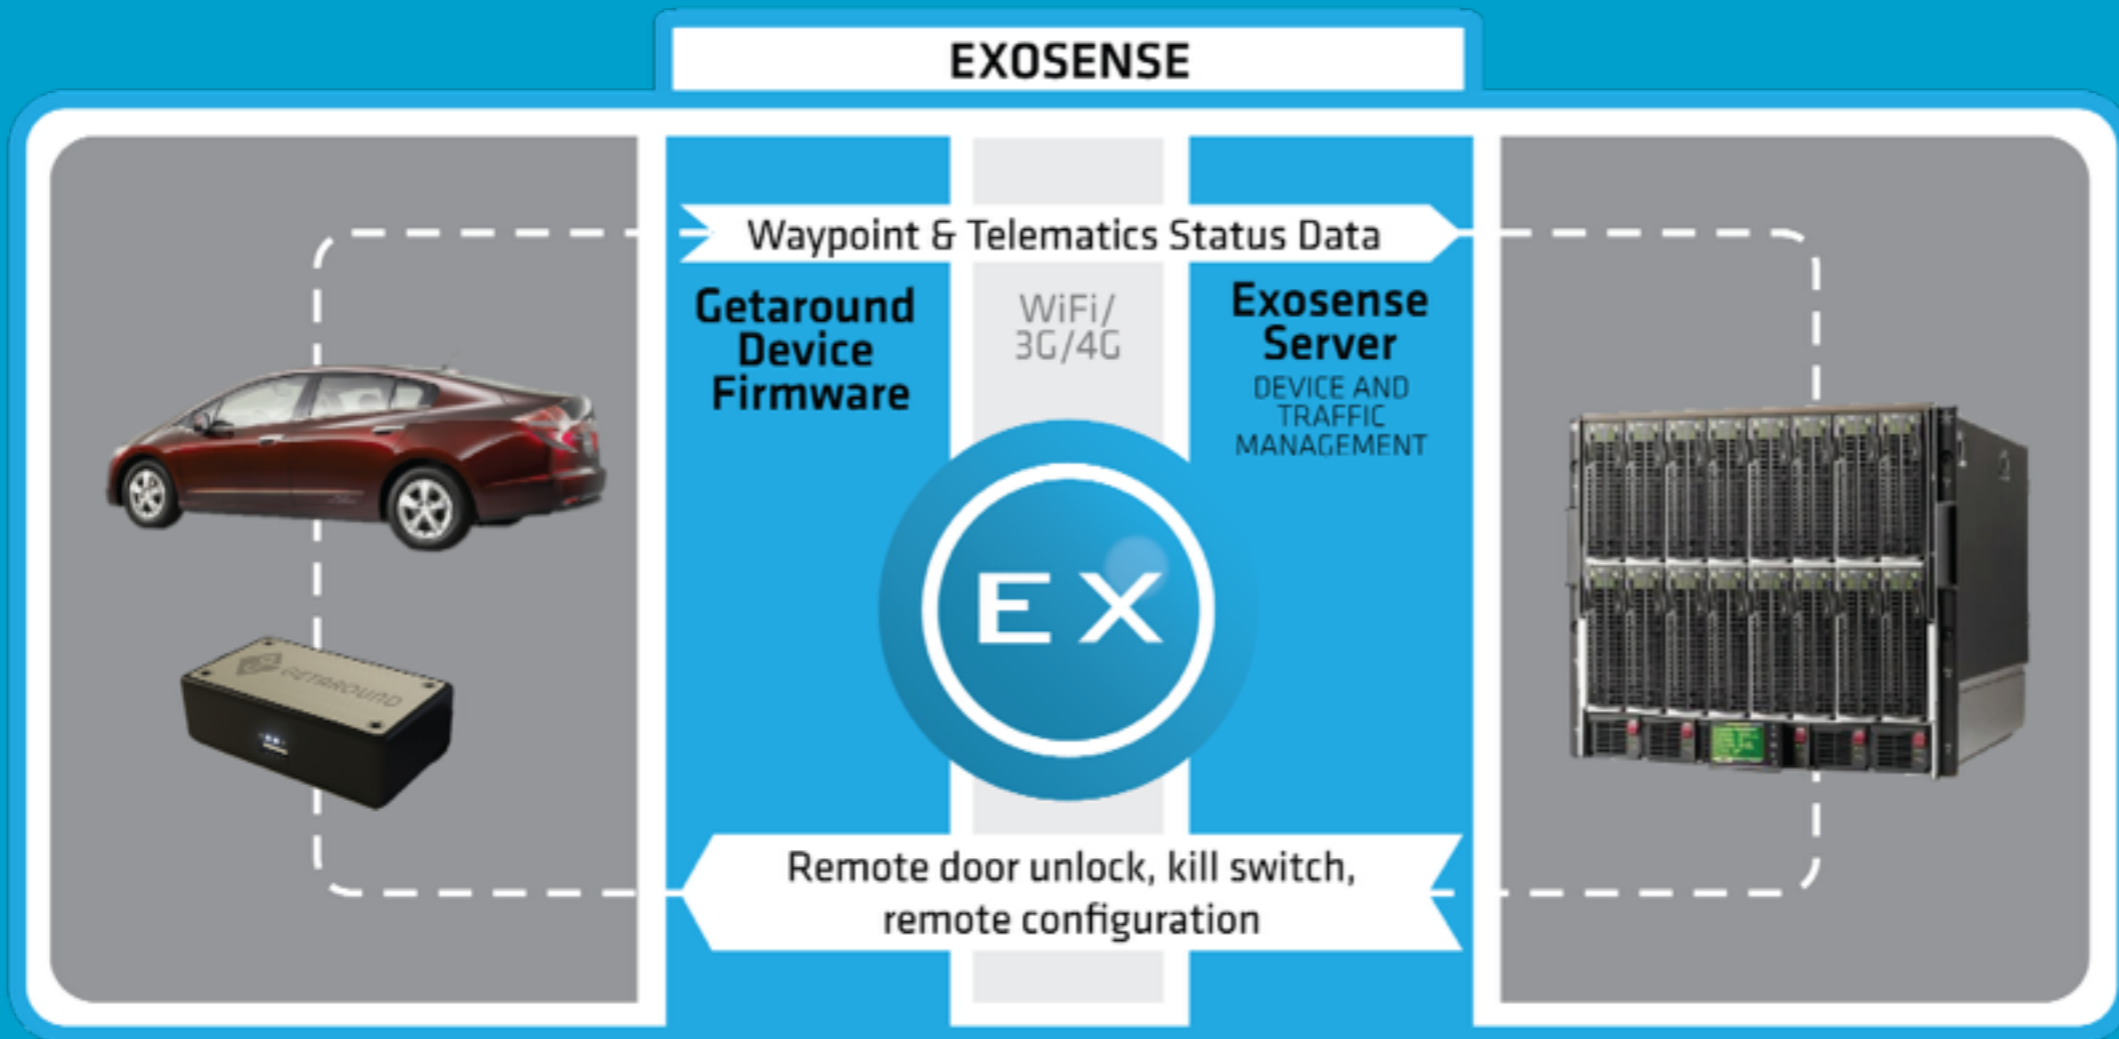 EXOSENSE
Waypoint & Telematics Status Data
Getaround
Device
Firmware
WiFi/
3G/4G
Exosense
Server
DEVICE AND
TRAFFIC
MANAGEMENT
EX
GETAROUND
Remote door unlock, kill switch,
remote configuration